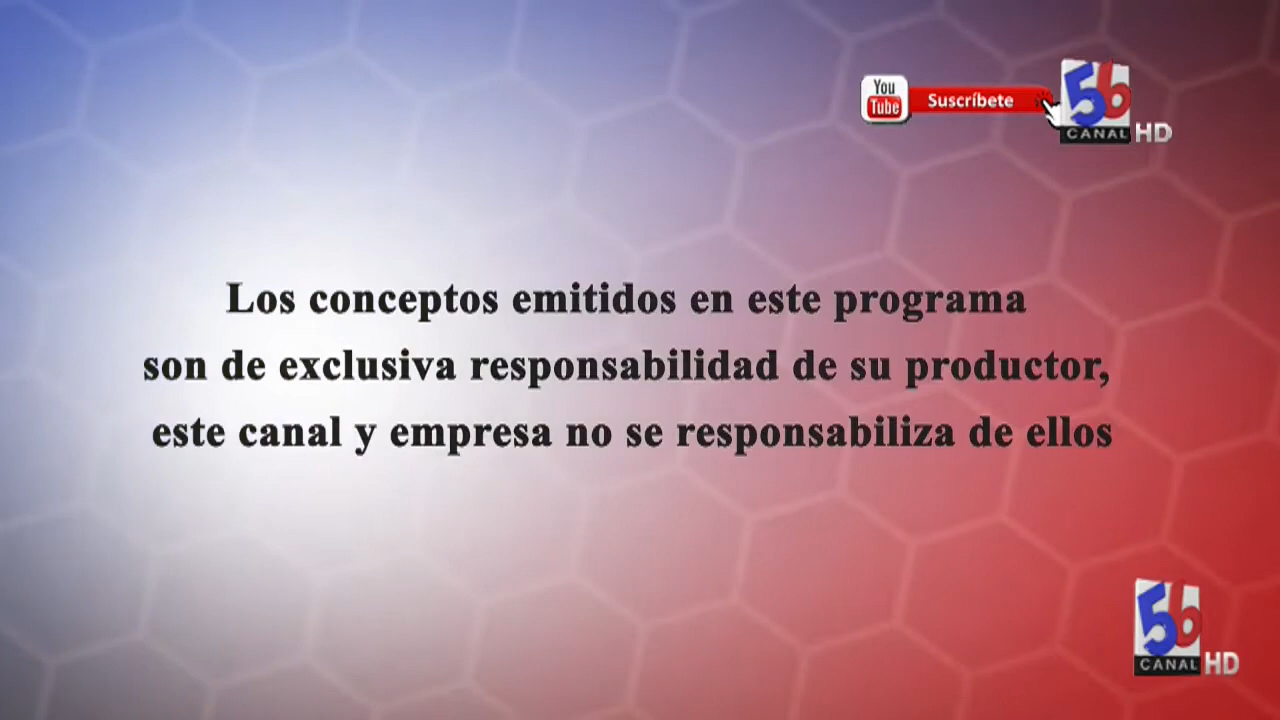 You
Tube
Suscríbete
56
CANAL HD
Los conceptos emitidos en este programa
son de exclusiva responsabilidad de su productor,
este canal y empresa no se responsabiliza de ellos
56
CANAL HD